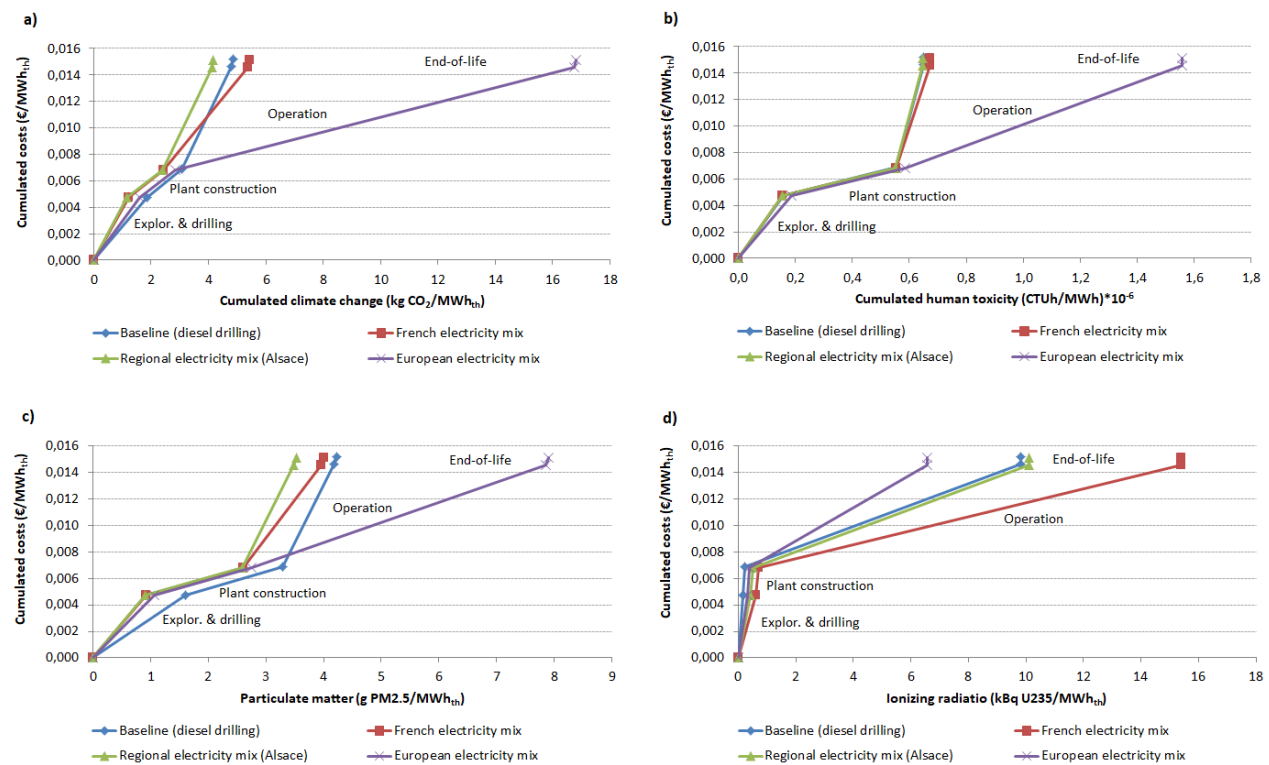 a)
Cumulated costs (€/MWhth)
0,016
0,014
0,012
0,010
0,008
0,006
0,004
0,002
0,000
End-of-life
Operation
Plant construction
Explor. & drilling
0 2 4 6 8 10 12 14 16 18
Cumulated climate change (kg CO2/MWhth)
Baseline (diesel drilling) French electricity mix
Regional electricity mix (Alsace) European electricity mix
b)
Cumulated costs (€/MWhth)
0,016
0,014
0,012
0,010
0,008
0,006
0,004
0,002
0,000
End-of-life
Operation
Plant construction
Explor. & drilling
0,0 0,2 0,4 0,6 0,8 1,0 1,2 1,4 1,6 1,8
Cumulated human toxicity (CTUh/MWh)*10-6
Baseline (diesel drilling) French electricity mix
Regional electricity mix (Alsace) European electricity mix
c)
Cumulated costs (€/MWhth)
0,016
0,014
0,012
0,010
0,008
0,006
0,004
0,002
0,000
End-of-life
Operation
Plant construction
Explor. & drilling
0 1 2 3 4 5 6 7 8 9
Particulate matter (g PM2.5/MWhth)
Baseline (diesel drilling) French electricity mix
Regional electricity mix (Alsace) European electricity mix
d)
Cumulated costs (€/MWhth)
0,016
0,014
0,012
0,010
0,008
0,006
0,004
0,002
0,000
End-of-life
Operation
Plant construction
Explor. & drilling
0 2 4 6 8 10 12 14 16 18
Ionizing radiatio (kBq U235/MWhth)
Baseline (diesel drilling) French electricity mix
Regional electricity mix (Alsace) European electricity mix